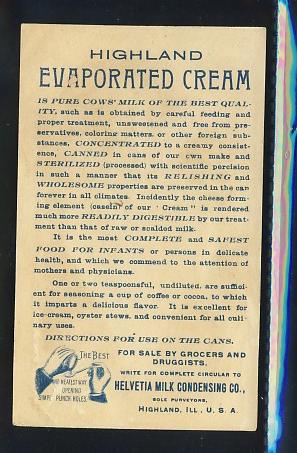 HIGHLAND
EVAPORATED CREAM
IS PURE COWS' MILK OF THE BEST QUAL-
ITY, such as is obtained by careful feeding and
proper treatment, unsweetened and free from pre-
servatives, coloring matters, or other foreign sub-
stances, CONCENTRATED to a creamy consist-
ence, CANNED in cans of our own make and
STERILIZED (processed) with scientific percision
in such a manner that its RELISHING and
WHOLESOME properties are preserved in the can
forever in all climates. Incidently the cheese form-
ing element (casein) of our "Cream" is rendered
much more READILY DIGESTIBLE by our treat-
ment than that of raw or scalded milk.
It is the most COMPLETE and SAFEST
FOOD FOR INFANTS or persons in delicate
health, and which we commend to the attention of
mothers and physicians.
One or two teaspoonsful, undiluted, are suffici-
ent for seasoning a cup of coffee or cocoa, to which
it imparts a delicious flavor. It is excellent for
ice-cream, oyster stews, and convenient for all culi-
nary uses.
DIRECTIONS FOR USE ON THE CANS.
THE BEST
AND NEATEST WAY
OPENING
PUNCH HOLES
FOR SALE BY GROCERS AND
DRUGGISTS,
WRITE FOR COMPLETE CIRCULAR TO
HELVETIA MILK CONDENSING CO.,
SOLE PURVEYORS,
HIGHLAND, ILL., U. S. A.